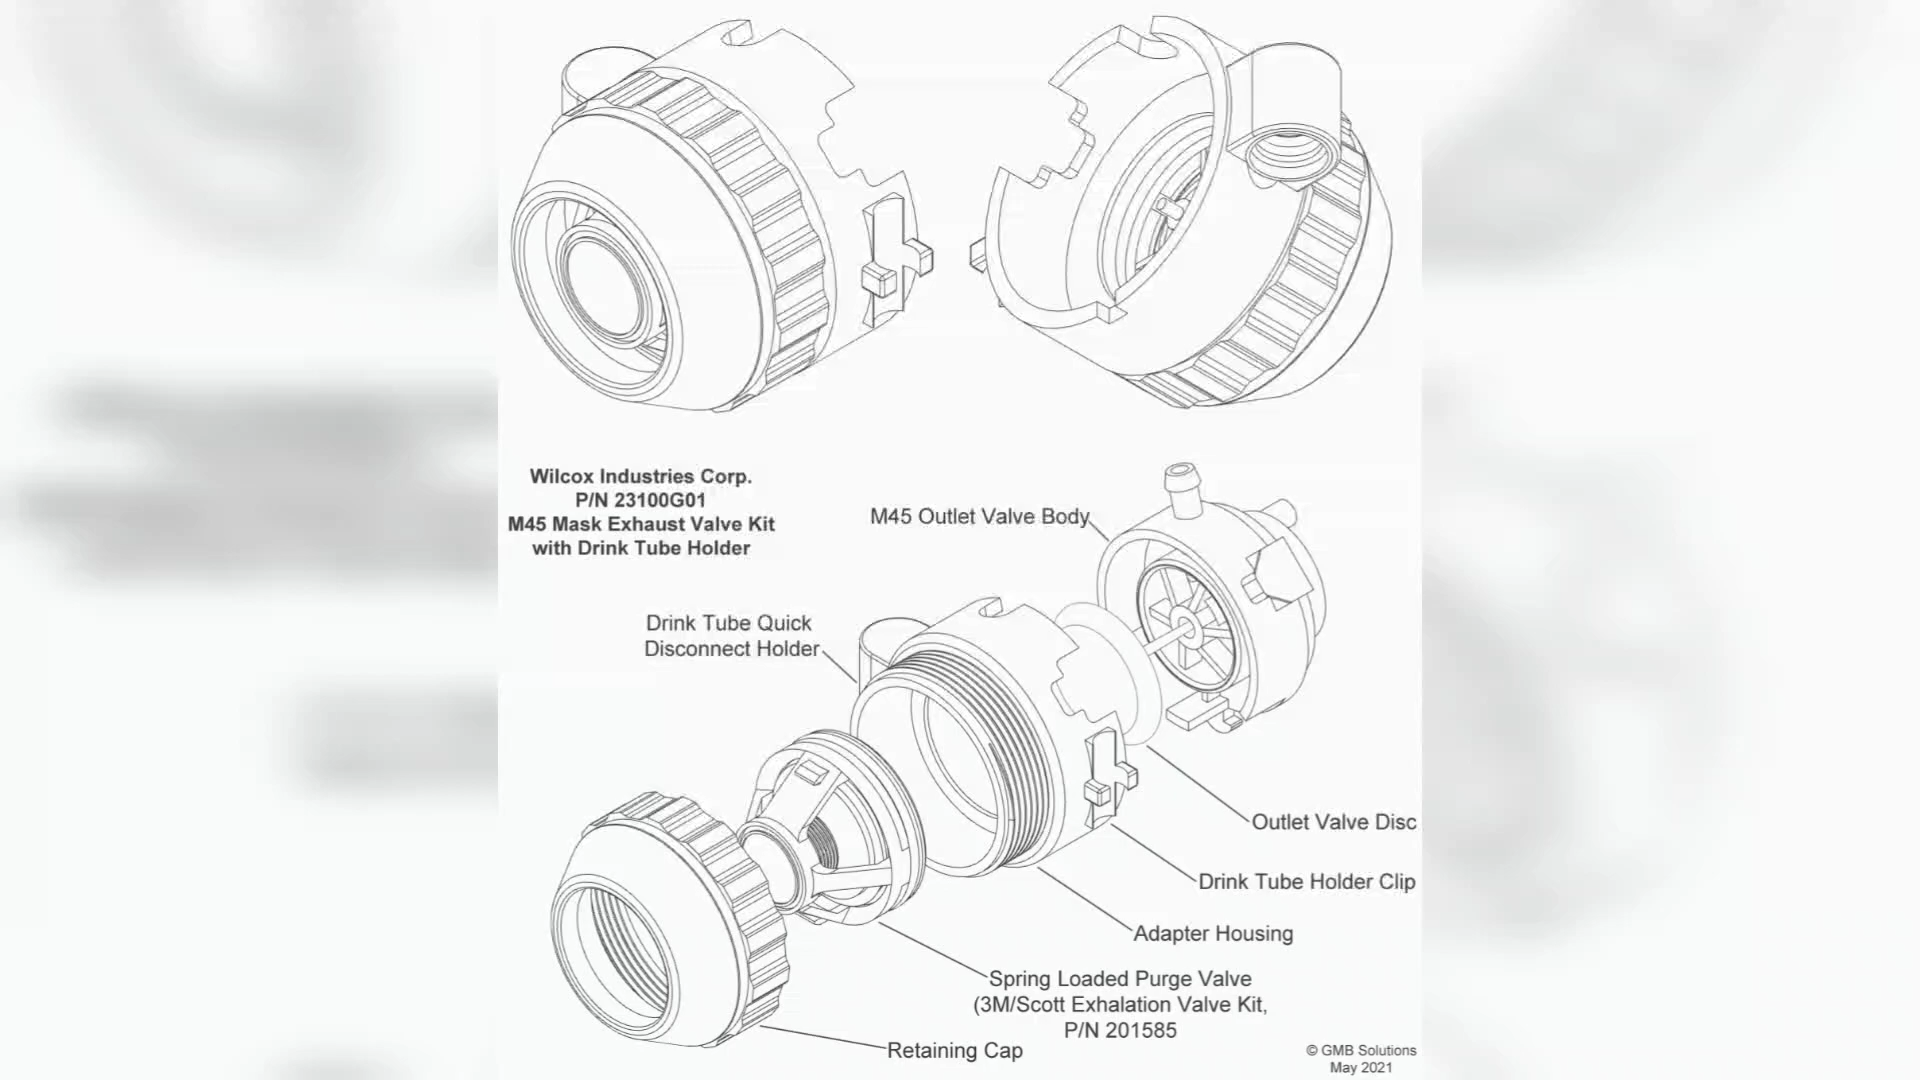 Wilcox Industries Corp.
P/N 23100G01
M45 Mask Exhaust Valve Kit
with Drink Tube Holder
M45 Outlet Valve Body
Drink Tube Quick
Disconnect Holder
Outlet Valve Disc
Drink Tube Holder Clip
Adapter Housing
Spring Loaded Purge Valve
(3M/Scott Exhalation Valve Kit,
P/N 201585
Retaining Cap
© GMB Solutions
May 2021